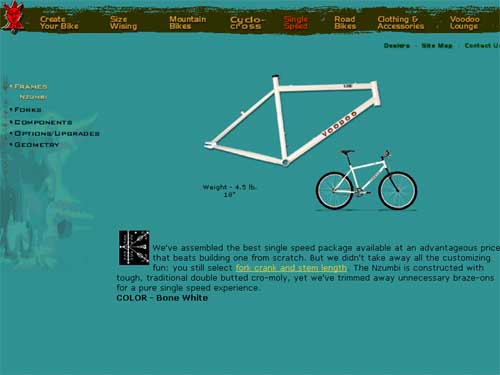 Create Your Bike
Size Wising
Mountain Bikes
Cyclo-cross
Single Speed
Road Bikes
Clothing & Accessories
Voodoo Lounge
Dealers - Site Map - Contact Us
Frames
Nzumbi
Forks
Components
Options/Upgrades
Geometry
VOODOO
Weight - 4.5 lb.
18"
We've assembled the best single speed package available at an advantageous price
that beats building one from scratch. But we didn't take away all the customizing
fun: you still select fork crank and stem length. The Nzumbi is constructed with
tough, traditional double butted cro-moly, yet we've trimmed away unnecessary braze-ons
for a pure single speed experience.
COLOR - Bone White